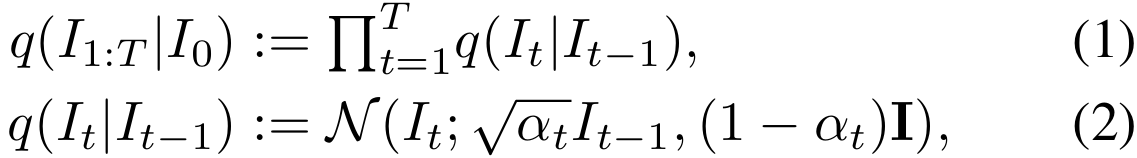 q(I_{1:T}|I_0) := ∏_{t=1}^{T} q(I_t|I_{t−1}), (1)
q(I_t|I_{t−1}) := 𝒩(I_t; √α_t I_{t−1}, (1 − α_t)𝐈), (2)